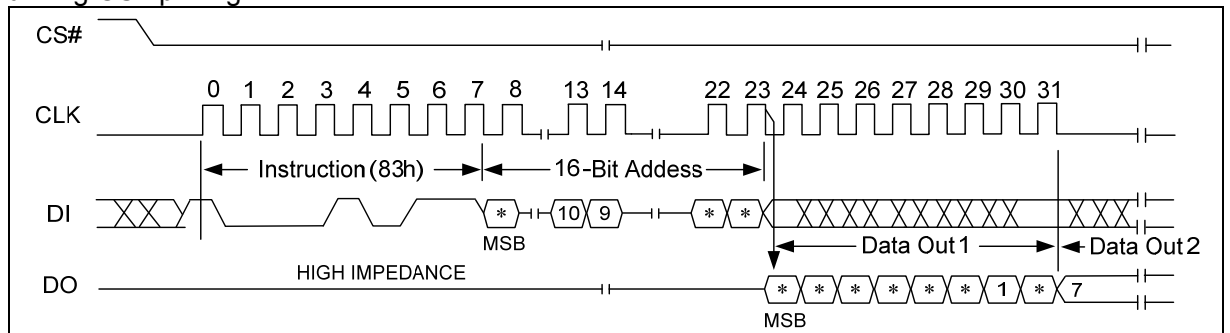 CS#
0 1 2 3 4 5 6 7 8 13 14 22 23 24 25 26 27 28 29 30 31
CLK
Instruction (83h) 16-Bit Addess
DI * 10 9 * *
MSB
Data Out 1 Data Out 2
HIGH IMPEDANCE
DO * * * * * * 1 * 7
MSB